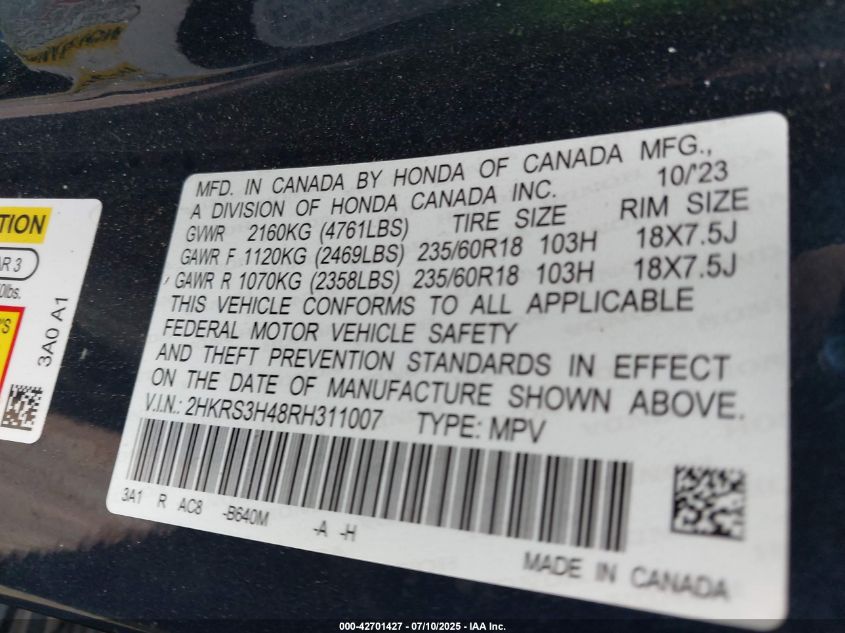 MFD. IN CANADA BY HONDA OF CANADA MFG.,
A DIVISION OF HONDA CANADA INC. 10/'23
GVWR 2160KG (4761LBS) TIRE SIZE RIM SIZE
GAWR F 1120KG (2469LBS) 235/60R18 103H 18X7.5J
GAWR R 1070KG (2358LBS) 235/60R18 103H 18X7.5J
THIS VEHICLE CONFORMS TO ALL APPLICABLE
FEDERAL MOTOR VEHICLE SAFETY
AND THEFT PREVENTION STANDARDS IN EFFECT
ON THE DATE OF MANUFACTURE SHOWN ABOVE.
V.I.N.: 2HKRS3H48RH311007 TYPE: MPV
3A1 R AC8 -B640M -A -H
MADE IN CANADA
3A0 A1
000-42701427 - 07/10/2025 - IAA Inc.